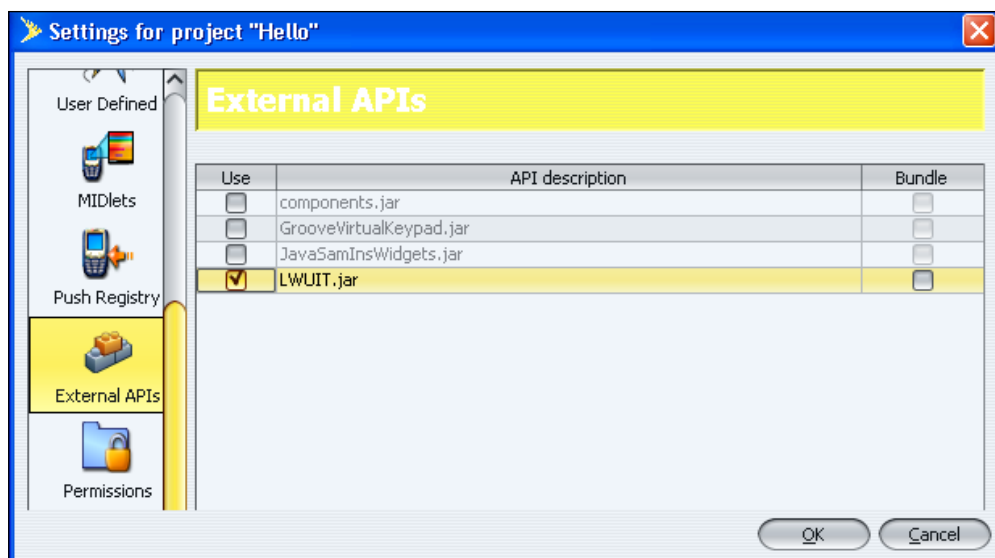 Settings for project "Hello"
User Defined
MIDlets
Push Registry
External APIs
Permissions
External APIs
Use API description Bundle
components.jar
GrooveVirtualKeypad.jar
JavaSamInsWidgets.jar
LWUIT.jar
OK Cancel